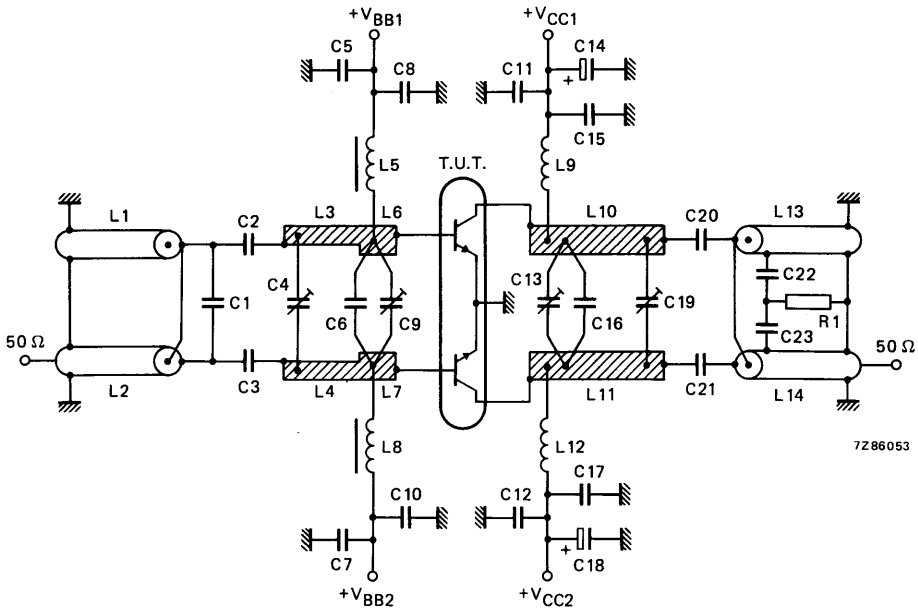 +VBB1
+VCC1
C5
C8
C11
C14
+
C15
L5
T.U.T.
L9
L1
C2
L3
L6
L10
C20
L13
C1
C4
C6
C9
C13
C16
C19
C22
R1
C23
50 Ω
50 Ω
L2
C3
L4
L7
L11
C21
L14
7Z86053
L8
L12
C10
C12
C17
C7
+
C18
+VBB2
+VCC2